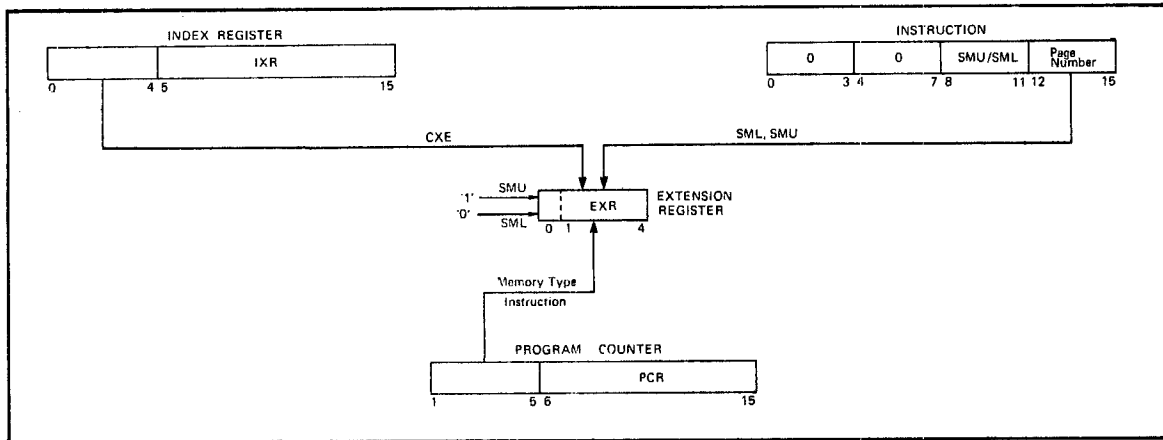 INDEX REGISTER
IXR
0 4 5 15
INSTRUCTION
0 0 SMU/SML Page Number
0 3 4 7 8 11 12 15
CXE
SML, SMU
'1' SMU
'0' SML
EXR
0 1 4
EXTENSION
REGISTER
Memory Type
Instruction
PROGRAM COUNTER
PCR
1 5 6 15